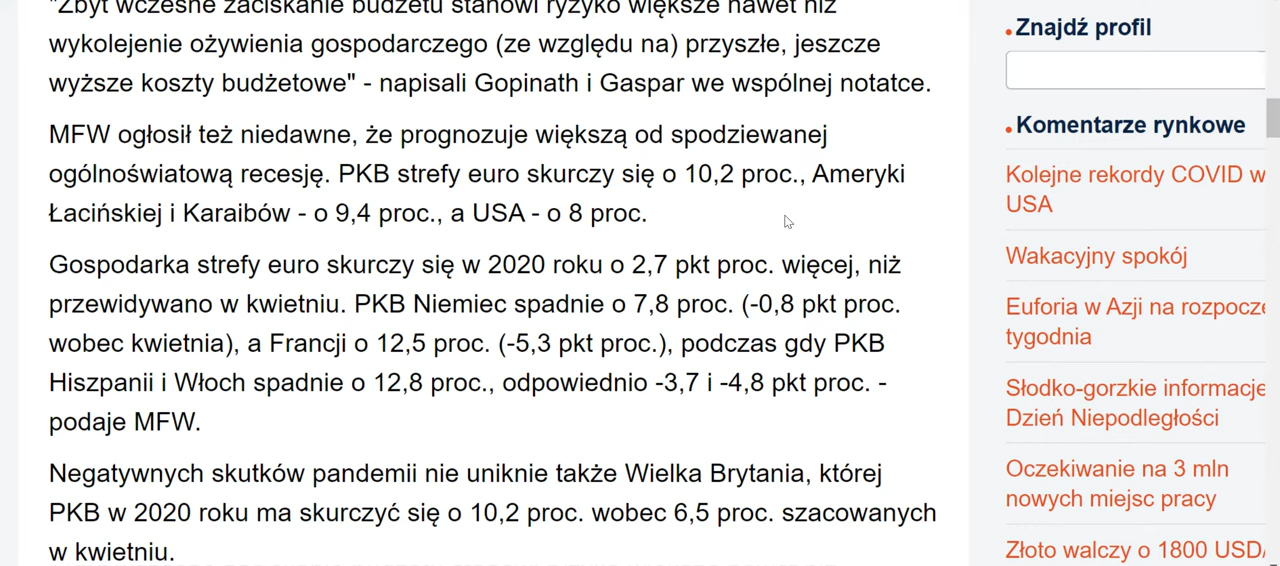 "Zbyt wczesne zaciskanie budżetu stanowi ryzyko większe nawet niż
wykolejenie ożywienia gospodarczego (ze względu na) przyszłe, jeszcze
wyższe koszty budżetowe" - napisali Gopinath i Gaspar we wspólnej notatce.
MFW ogłosił też niedawne, że prognozuje większą od spodziewanej
ogólnoświatową recesję. PKB strefy euro skurczy się o 10,2 proc., Ameryki
Łacińskiej i Karaibów - o 9,4 proc., a USA - o 8 proc.
Gospodarka strefy euro skurczy się w 2020 roku o 2,7 pkt proc. więcej, niż
przewidywano w kwietniu. PKB Niemiec spadnie o 7,8 proc. (-0,8 pkt proc.
wobec kwietnia), a Francji o 12,5 proc. (-5,3 pkt proc.), podczas gdy PKB
Hiszpanii i Włoch spadnie o 12,8 proc., odpowiednio -3,7 i -4,8 pkt proc. -
podaje MFW.
Negatywnych skutków pandemii nie uniknie także Wielka Brytania, której
PKB w 2020 roku ma skurczyć się o 10,2 proc. wobec 6,5 proc. szacowanych
w kwietniu.
Znajdź profil
Komentarze rynkowe
Kolejne rekordy COVID w
USA
Wakacyjny spokój
Euforia w Azji na rozpocz
tygodnia
Słodko-gorzkie informacje
Dzień Niepodległości
Oczekiwanie na 3 mln
nowych miejsc pracy
Złoto walczy o 1800 USD